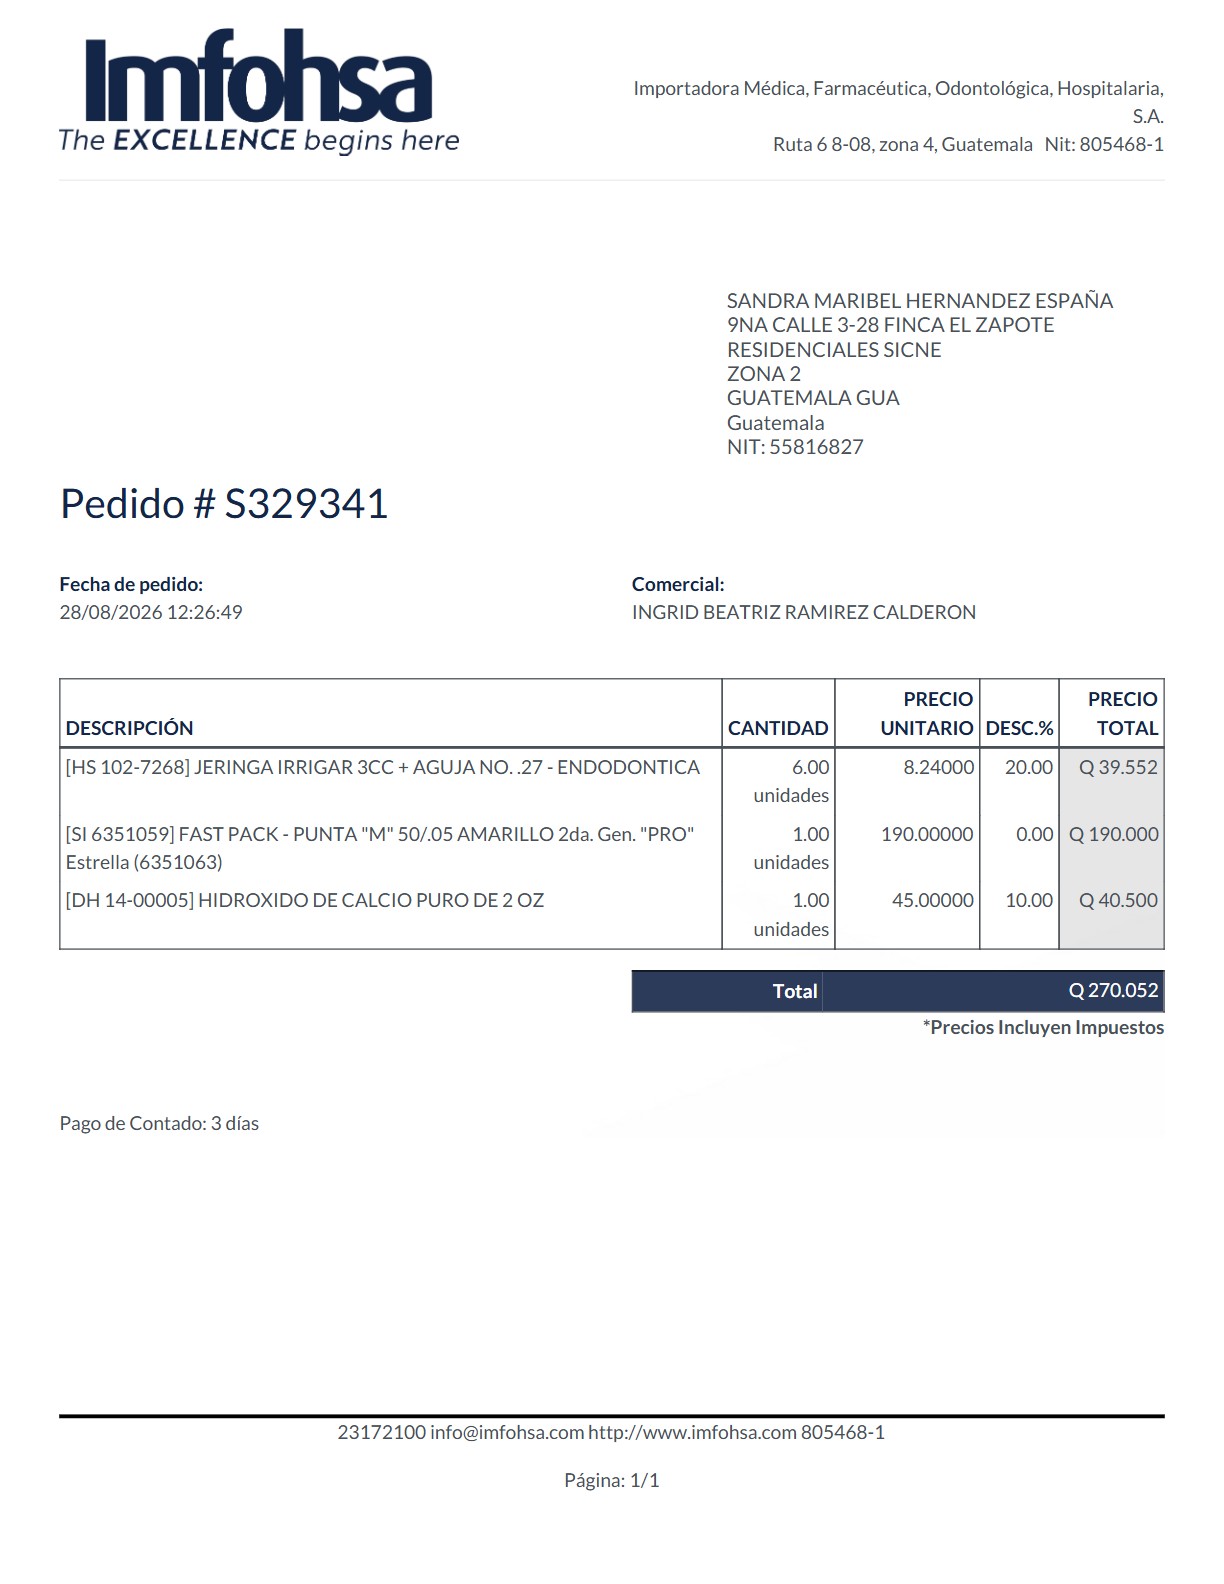 Imfohsa
The EXCELLENCE begins here
Importadora Médica, Farmacéutica, Odontológica, Hospitalaria,
S.A.
Ruta 6 8-08, zona 4, Guatemala   Nit: 805468-1
SANDRA MARIBEL HERNANDEZ ESPAÑA
9NA CALLE 3-28 FINCA EL ZAPOTE
RESIDENCIALES SICNE
ZONA 2
GUATEMALA GUA
Guatemala
NIT: 55816827
Pedido # S329341
Fecha de pedido: Comercial:
28/08/2026 12:26:49 INGRID BEATRIZ RAMIREZ CALDERON
PRECIO PRECIO
DESCRIPCIÓN CANTIDAD UNITARIO DESC.% TOTAL
[HS 102-7268] JERINGA IRRIGAR 3CC + AGUJA NO. .27 - ENDODONTICA 6.00 8.24000 20.00 Q 39.552
unidades
[SI 6351059] FAST PACK - PUNTA "M" 50/.05 AMARILLO 2da. Gen. "PRO" 1.00 190.00000 0.00 Q 190.000
Estrella (6351063) unidades
[DH 14-00005] HIDROXIDO DE CALCIO PURO DE 2 OZ 1.00 45.00000 10.00 Q 40.500
unidades
Total Q 270.052
*Precios Incluyen Impuestos
Pago de Contado: 3 días
23172100 info@imfohsa.com http://www.imfohsa.com 805468-1
Página: 1/1